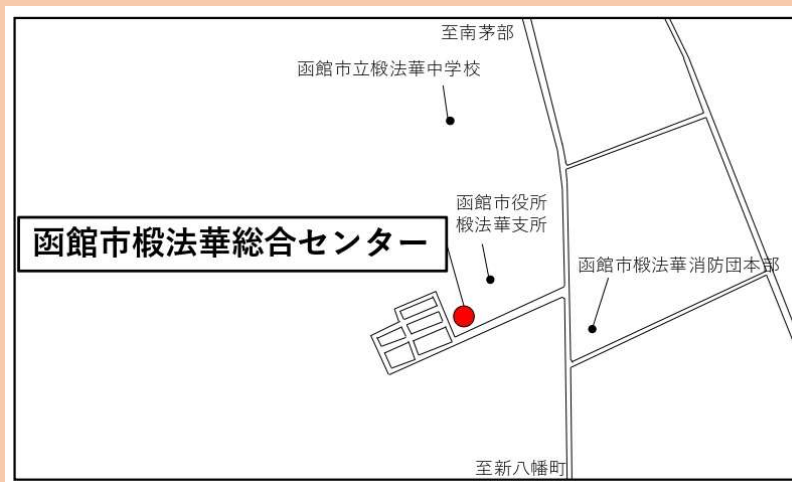 至南茅部
函館市立椴法華中学校
函館市役所
椴法華支所
函館市椴法華総合センター
函館市椴法華消防団本部
至新八幡町